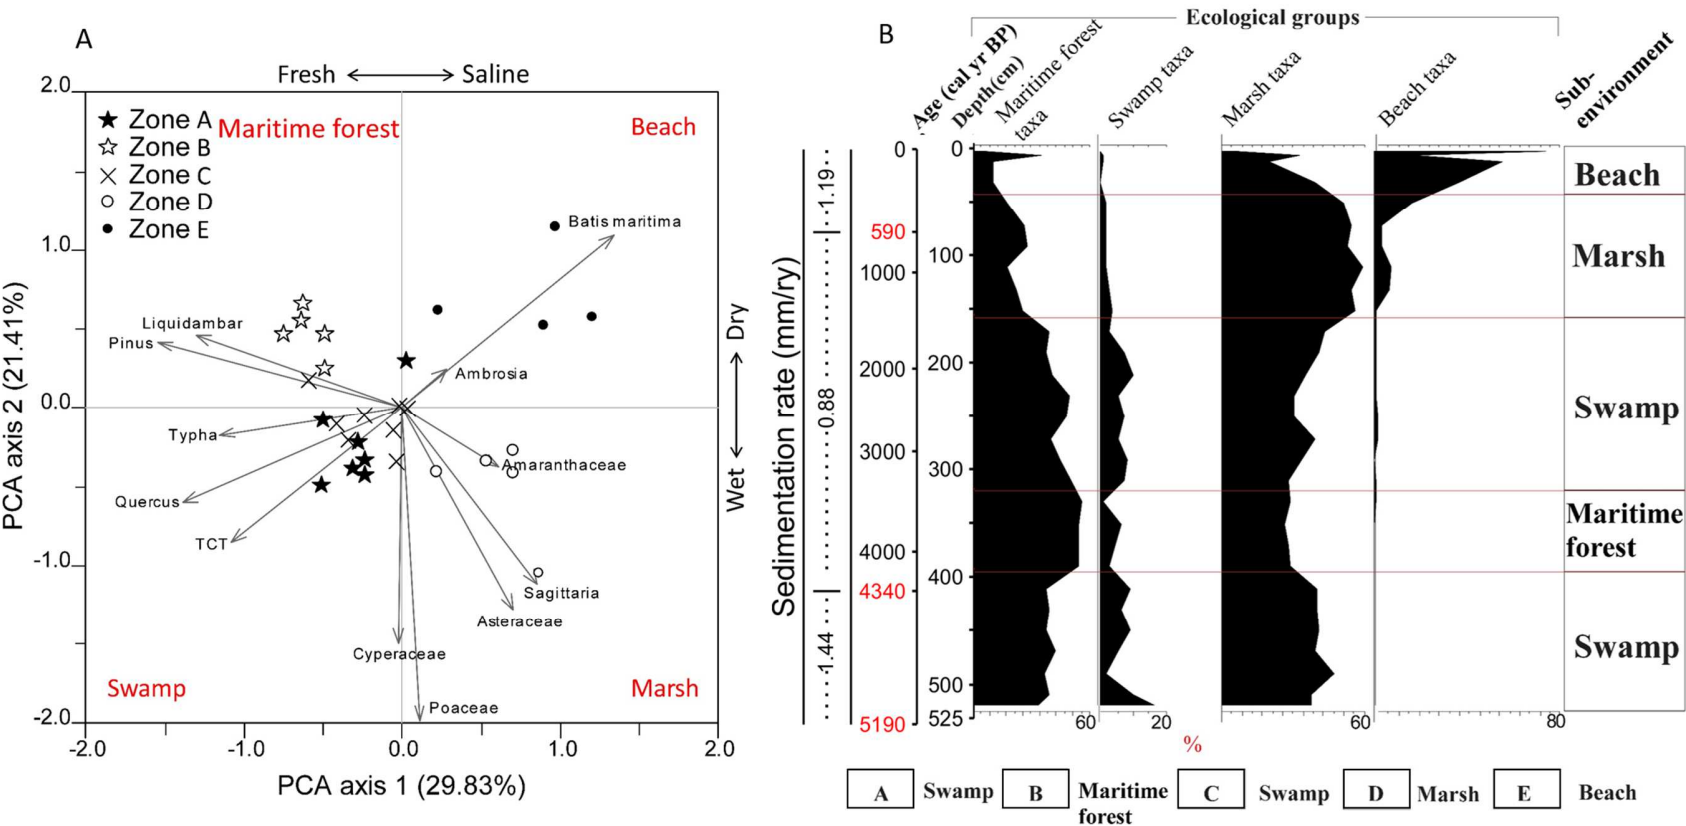 A
Fresh
Saline
2.0
1.0
0.0
-1.0
-2.0
PCA axis 2 (21.41%)
Zone A
Zone B
Zone C
Zone D
Zone E
Maritime forest
Beach
Batis maritima
Liquidambar
Pinus
Ambrosia
Typha
Amaranthaceae
Quercus
TCT
Sagittaria
Asteraceae
Cyperaceae
Poaceae
Swamp
Marsh
-2.0
-1.0
0.0
1.0
2.0
PCA axis 1 (29.83%)
Dry
Wet
B
Ecological groups
Age (cal yr BP)
Depth(cm)
Maritime forest
taxa
Swamp taxa
Marsh taxa
Beach taxa
Sub-
environment
Sedimentation rate (mm/ry)
1.19
0.88
1.44
0
590
1000
2000
3000
4000
4340
5190
0
100
200
300
400
500
525
60
20
60
80
%
Beach
Marsh
Swamp
Maritime
forest
Swamp
A Swamp
B Maritime
forest
C Swamp
D Marsh
E Beach